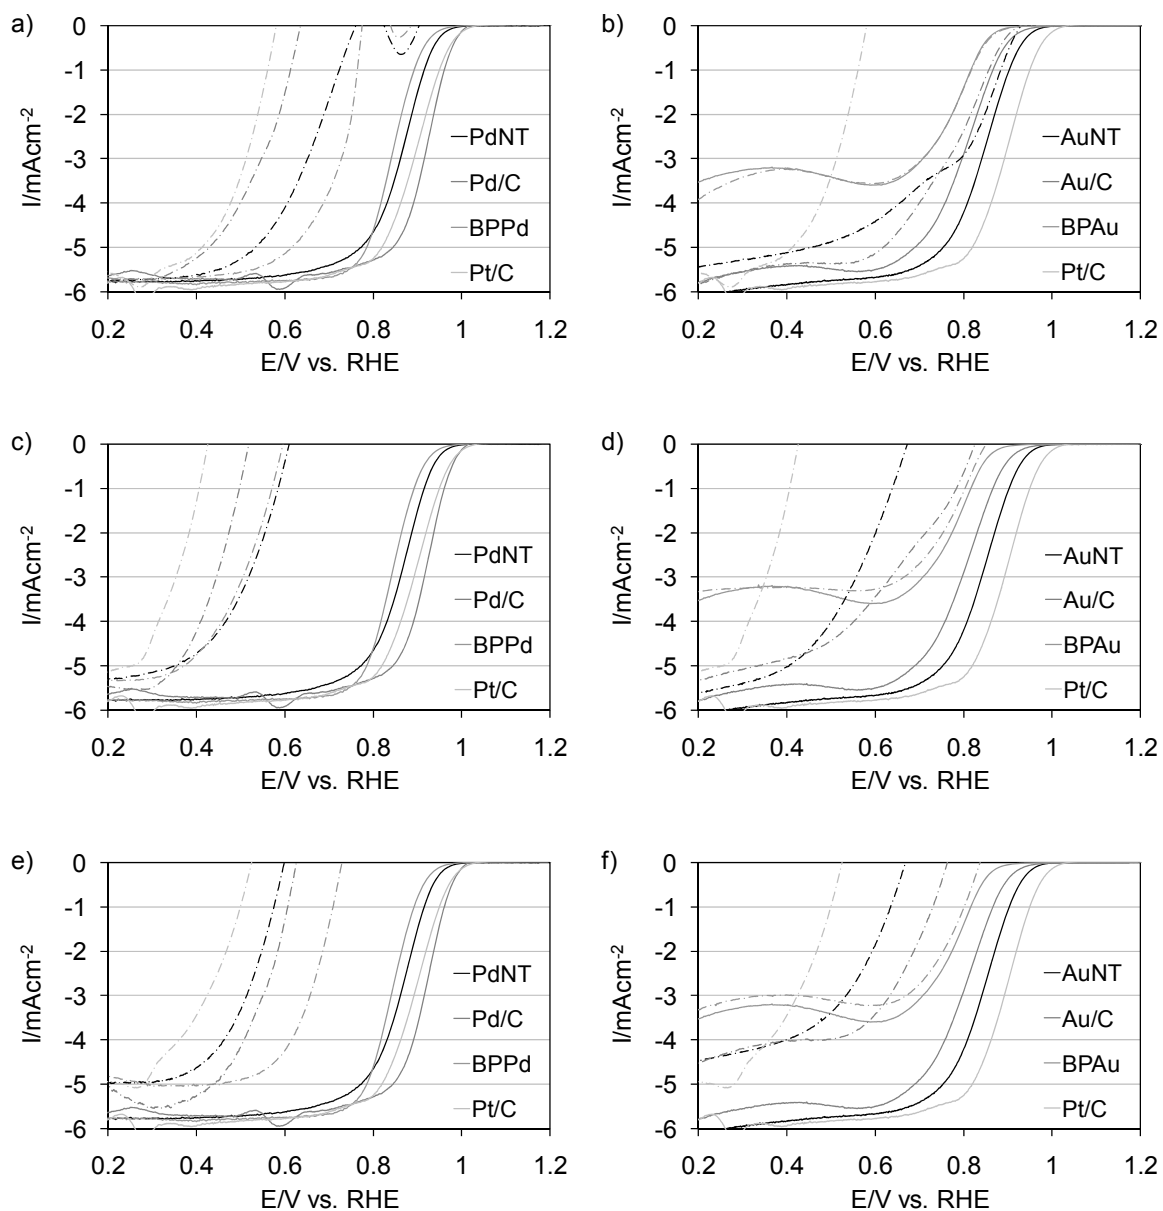 a)
0
-1
-2
-3
-4
-5
-6
I/mAcm-2
0.2 0.4 0.6 0.8 1 1.2
E/V vs. RHE
PdNT
Pd/C
BPPd
Pt/C
b)
0
-1
-2
-3
-4
-5
-6
I/mAcm-2
0.2 0.4 0.6 0.8 1 1.2
E/V vs. RHE
AuNT
Au/C
BPAu
Pt/C
c)
0
-1
-2
-3
-4
-5
-6
I/mAcm-2
0.2 0.4 0.6 0.8 1 1.2
E/V vs. RHE
PdNT
Pd/C
BPPd
Pt/C
d)
0
-1
-2
-3
-4
-5
-6
I/mAcm-2
0.2 0.4 0.6 0.8 1 1.2
E/V vs. RHE
AuNT
Au/C
BPAu
Pt/C
e)
0
-1
-2
-3
-4
-5
-6
I/mAcm-2
0.2 0.4 0.6 0.8 1 1.2
E/V vs. RHE
PdNT
Pd/C
BPPd
Pt/C
f)
0
-1
-2
-3
-4
-5
-6
I/mAcm-2
0.2 0.4 0.6 0.8 1 1.2
E/V vs. RHE
AuNT
Au/C
BPAu
Pt/C